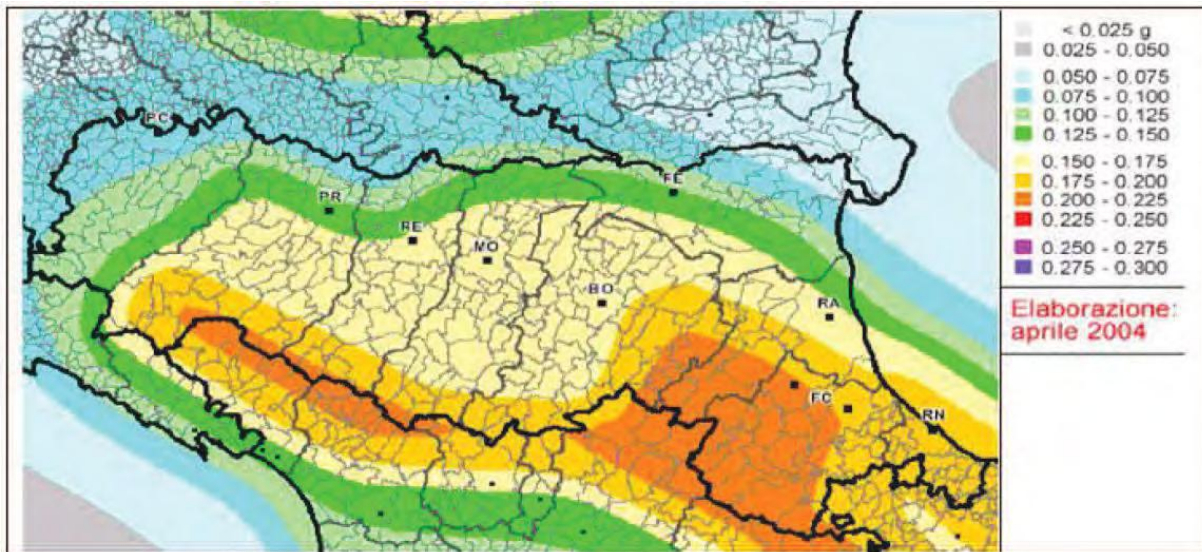 PC
PR
RE
MO
FE
BO
RA
FC
RN
< 0.025 g
0.025 - 0.050
0.050 - 0.075
0.075 - 0.100
0.100 - 0.125
0.125 - 0.150
0.150 - 0.175
0.175 - 0.200
0.200 - 0.225
0.225 - 0.250
0.250 - 0.275
0.275 - 0.300
Elaborazione:
aprile 2004